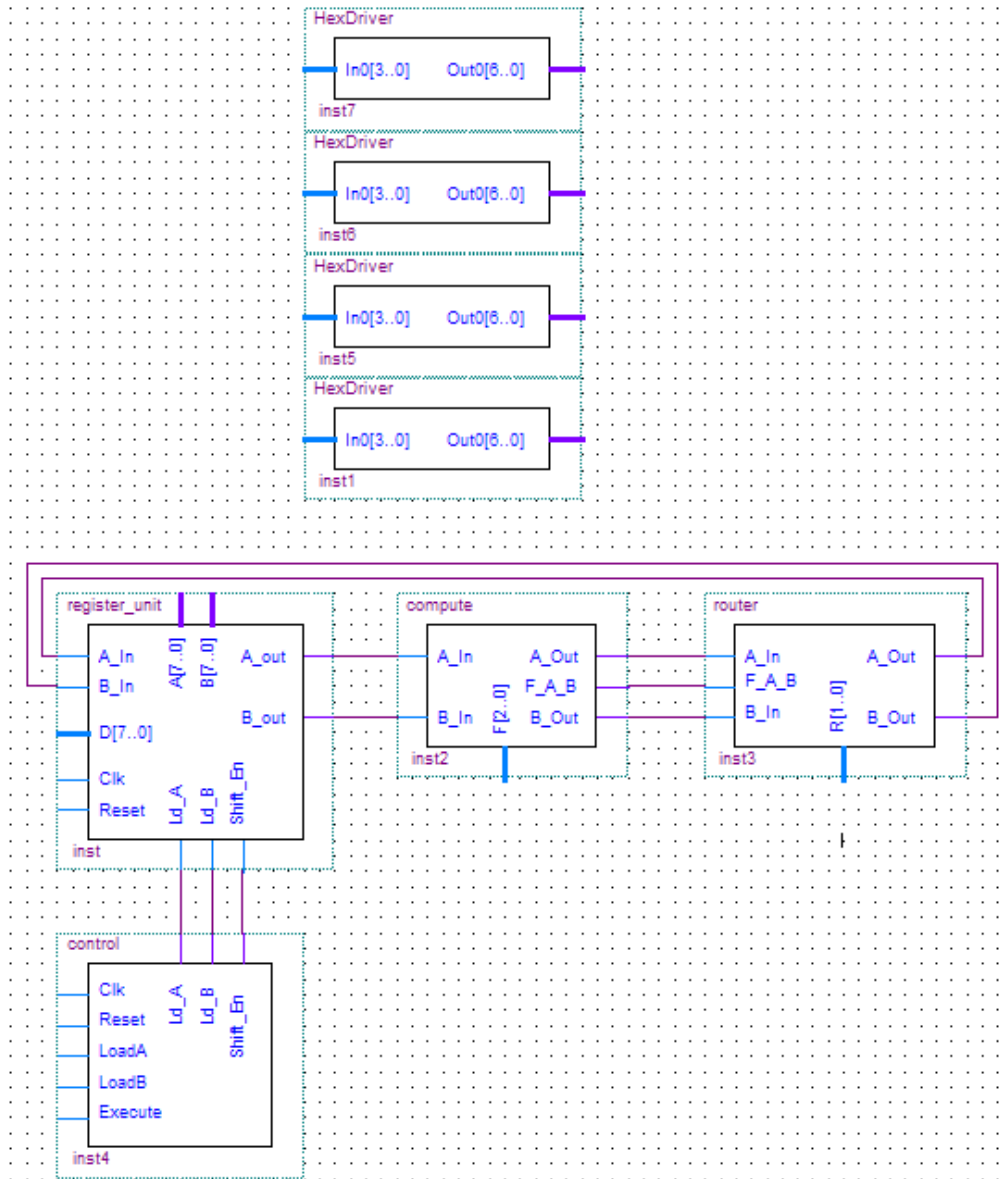 HexDriver
In0[3..0] Out0[6..0]
inst7
HexDriver
In0[3..0] Out0[6..0]
inst6
HexDriver
In0[3..0] Out0[6..0]
inst5
HexDriver
In0[3..0] Out0[6..0]
inst1
register_unit
A_In
B_In
D[7..0]
Clk
Reset
A[7..0]
B[7..0]
A_out
B_out
Ld_A
Ld_B
Shift_En
inst
compute
A_In
B_In
A_Out
F_A_B
B_Out
F[2..0]
inst2
router
A_In
F_A_B
B_In
A_Out
B_Out
R[1..0]
inst3
control
Clk
Reset
LoadA
LoadB
Execute
Ld_A
Ld_B
Shift_En
inst4